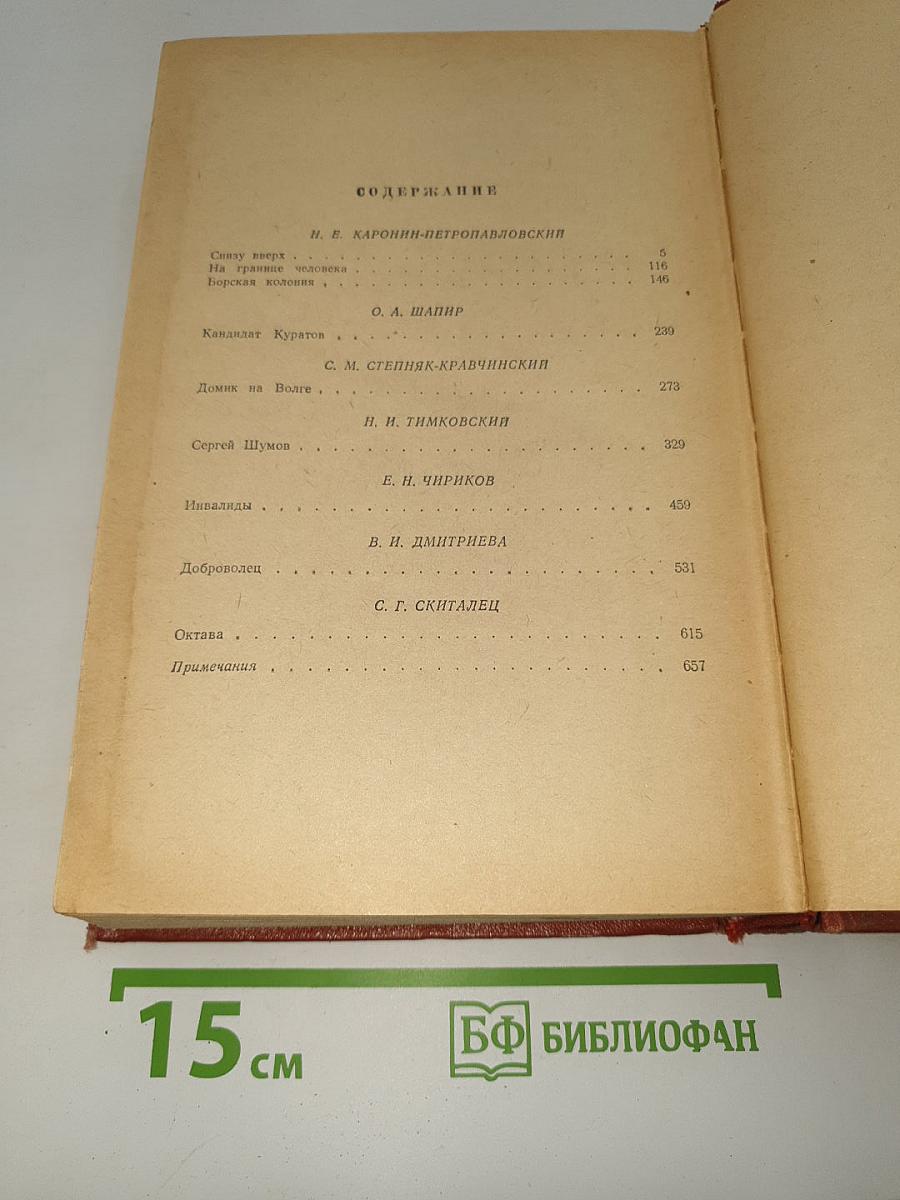 СОДЕРЖАНИЕ
Н. Е. КАРОНИН-ПЕТРОПАВЛОВСКИЙ
Снизу вверх . . . . . . . . . . . . . . . . . . . . 5
На границе человека . . . . . . . . . . . . . . . . 116
Борская колония . . . . . . . . . . . . . . . . . . 146
О. А. ШАПИР
Кандидат Куратов . . . . . . . . . . . . . . . . . 239
С. М. СТЕПНЯК-КРАВЧИНСКИЙ
Домик на Волге . . . . . . . . . . . . . . . . . . 273
Н. И. ТИМКОВСКИЙ
Сергей Шумов . . . . . . . . . . . . . . . . . . . 329
Е. Н. ЧИРИКОВ
Инвалиды . . . . . . . . . . . . . . . . . . . . . 459
В. И. ДМИТРИЕВА
Доброволец . . . . . . . . . . . . . . . . . . . . 531
С. Г. СКИТАЛЕЦ
Октава . . . . . . . . . . . . . . . . . . . . . . 615
Примечания . . . . . . . . . . . . . . . . . . . . 657
15 см
БФ БИБЛИОФАН